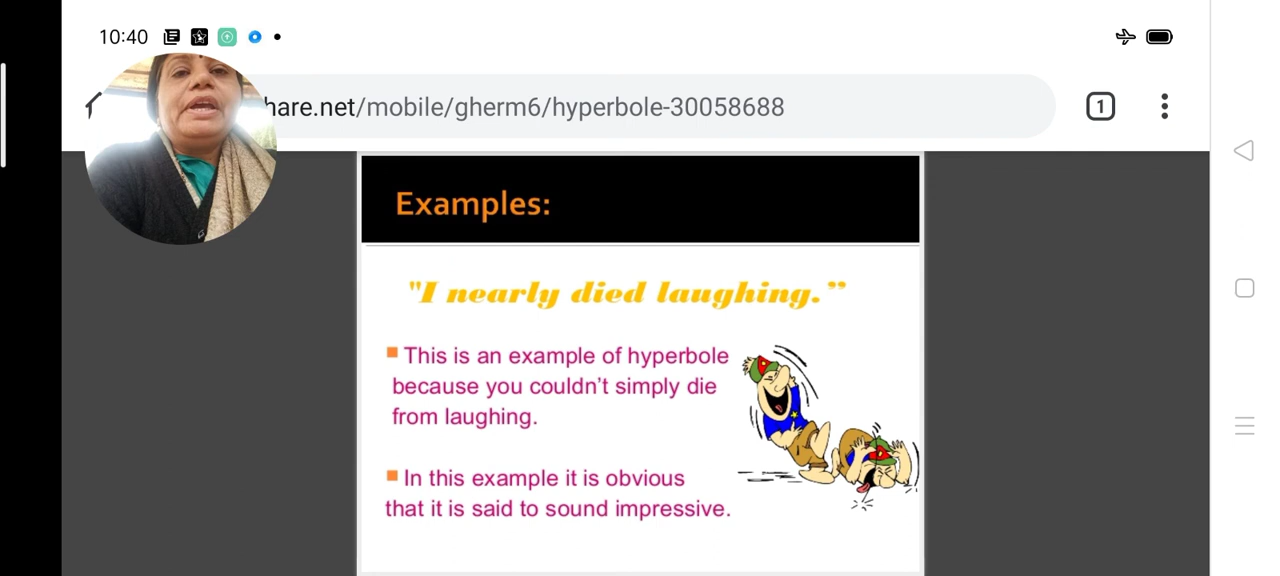 10:40
hare.net/mobile/gherm6/hyperbole-30058688
1
Examples:
"I nearly died laughing.”
This is an example of hyperbole
because you couldn’t simply die
from laughing.
In this example it is obvious
that it is said to sound impressive.